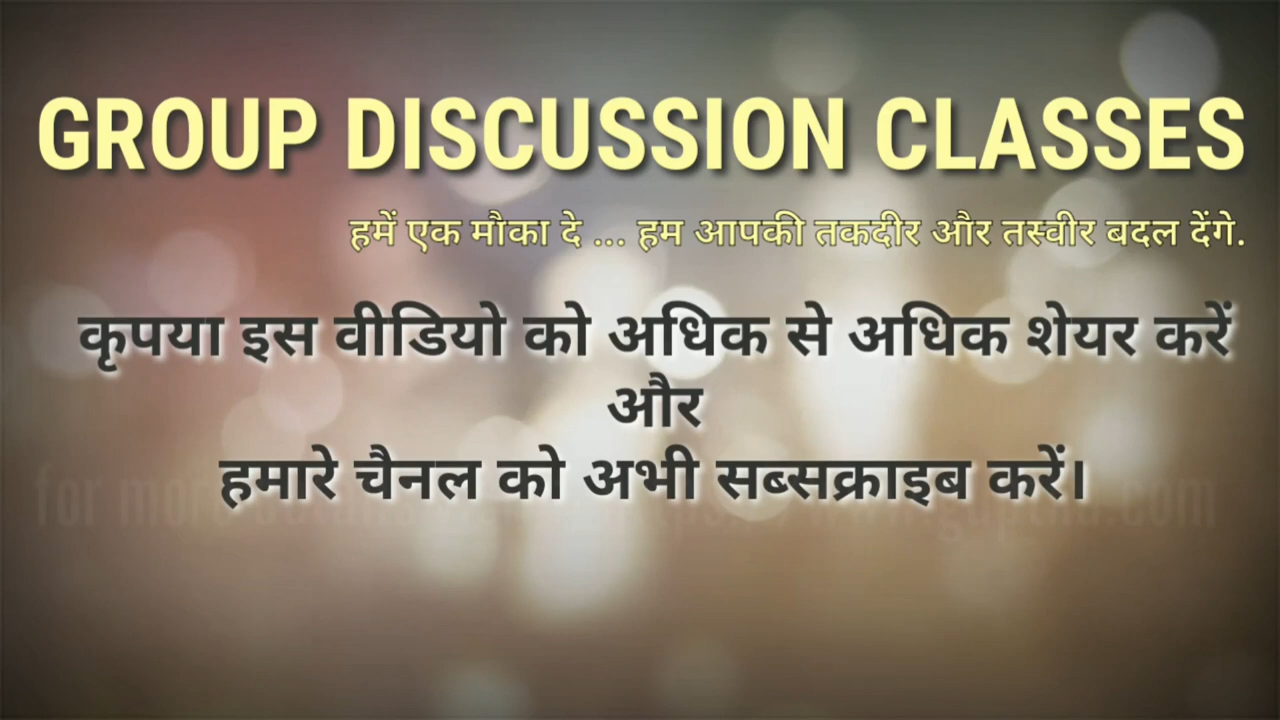 GROUP DISCUSSION CLASSES
हमें एक मौका दे ... हम आपकी तकदीर और तस्वीर बदल देंगे.
कृपया इस वीडियो को अधिक से अधिक शेयर करें
और
हमारे चैनल को अभी सब्सक्राइब करें।
for